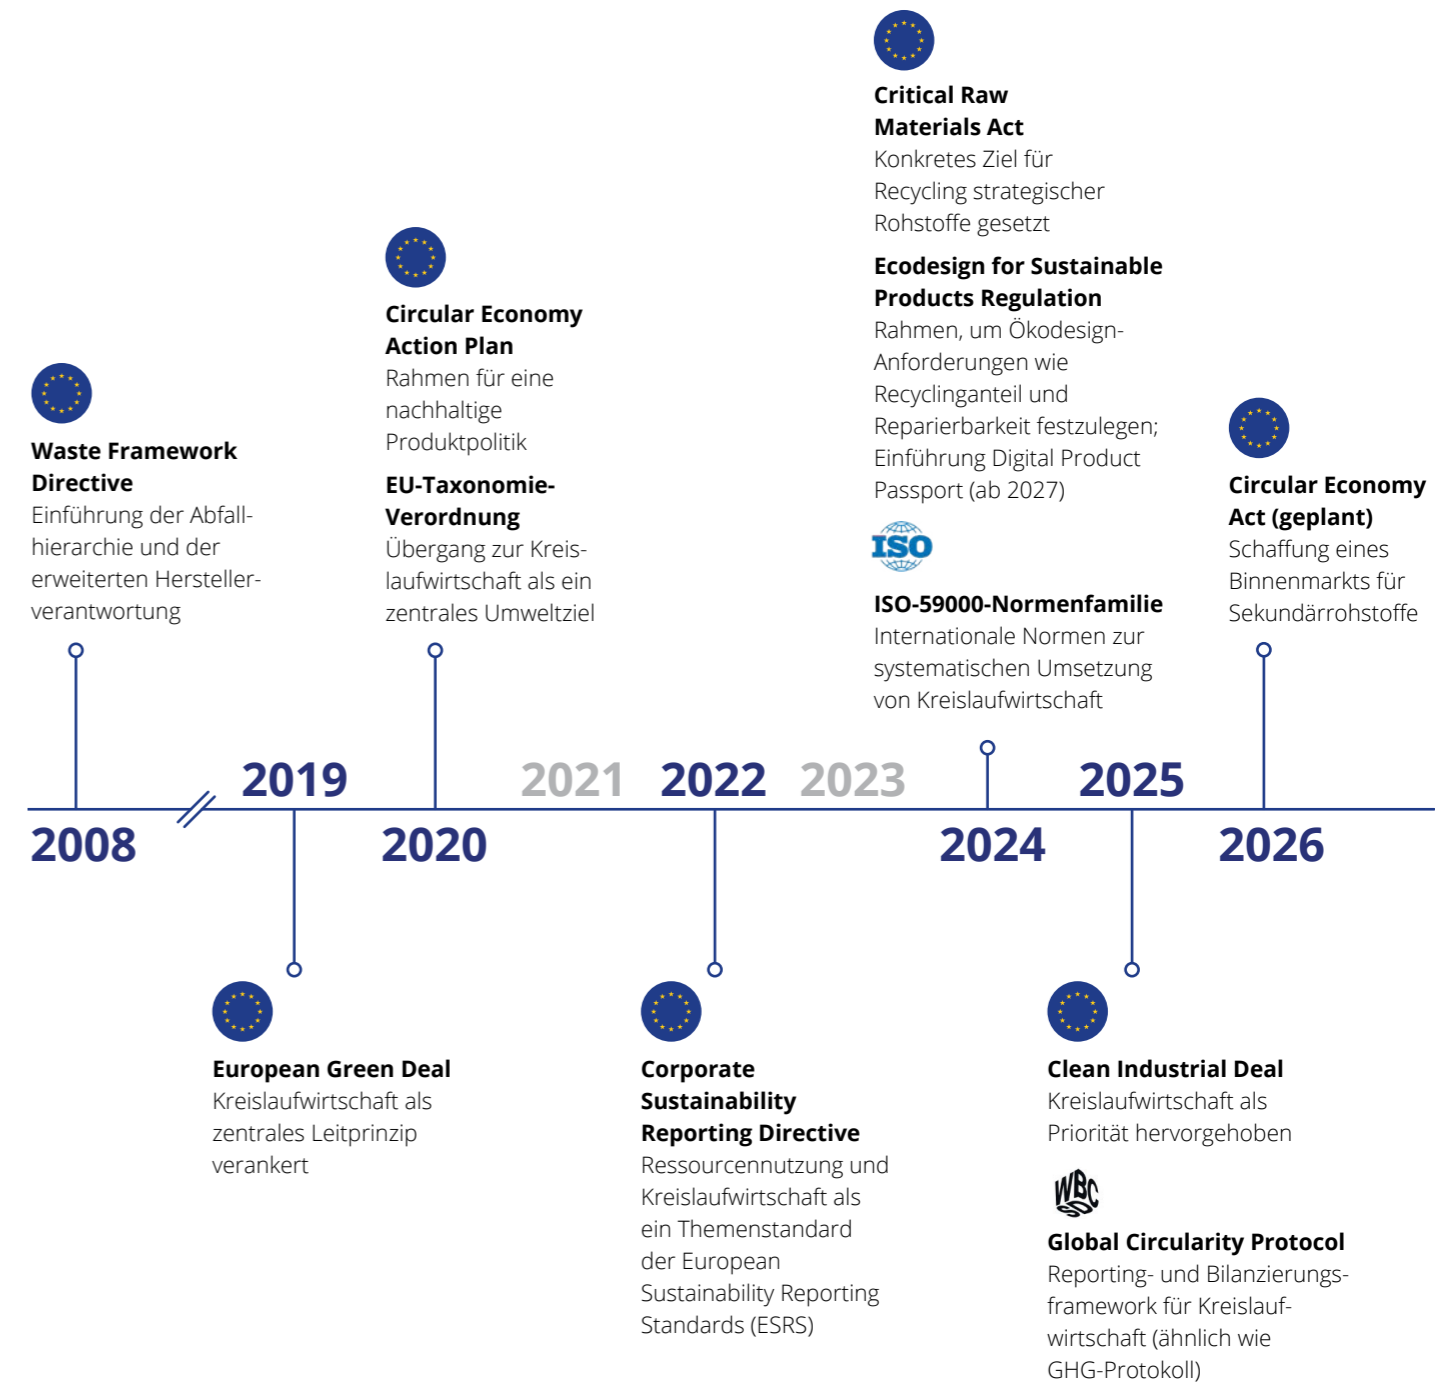 Waste Framework
Directive
Einführung der Abfall-
hierarchie und der
erweiterten Hersteller-
verantwortung
Circular Economy
Action Plan
Rahmen für eine
nachhaltige
Produktpolitik
EU-Taxonomie-
Verordnung
Übergang zur Kreis-
laufwirtschaft als ein
zentrales Umweltziel
Critical Raw
Materials Act
Konkretes Ziel für
Recycling strategischer
Rohstoffe gesetzt
Ecodesign for Sustainable
Products Regulation
Rahmen, um Ökodesign-
Anforderungen wie
Recyclinganteil und
Reparierbarkeit festzulegen;
Einführung Digital Product
Passport (ab 2027)
ISO
ISO-59000-Normenfamilie
Internationale Normen zur
systematischen Umsetzung
von Kreislaufwirtschaft
Circular Economy
Act (geplant)
Schaffung eines
Binnenmarkts für
Sekundärrohstoffe
2019 2021 2022 2023 2025
2008 2020 2024 2026
European Green Deal
Kreislaufwirtschaft als
zentrales Leitprinzip
verankert
Corporate
Sustainability
Reporting Directive
Ressourcennutzung und
Kreislaufwirtschaft als
ein Themenstandard
der European
Sustainability Reporting
Standards (ESRS)
Clean Industrial Deal
Kreislaufwirtschaft als
Priorität hervorgehoben
WBC
SD
Global Circularity Protocol
Reporting- und Bilanzierungs-
framework für Kreislauf-
wirtschaft (ähnlich wie
GHG-Protokoll)